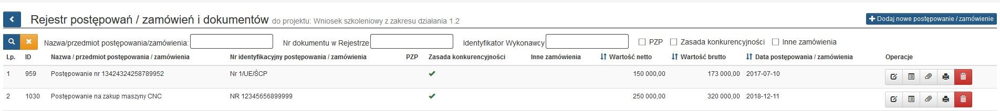 Rejestr postępowań / zamówień i dokumentów do projektu: Wniosek szkoleniowy z zakresu działania 1.2
Dodaj nowe postępowanie / zamówienie
Nazwa/przedmiot postępowania/zamówienia: Nr dokumentu w Rejestrze Identyfikator Wykonawcy PZP Zasada konkurencyjności Inne zamówienia
Lp. ID Nazwa / przedmiot postępowania / zamówienia Nr identyfikacyjny postępowania / zamówienia PZP Zasada konkurencyjności Inne zamówienia Wartość netto Wartość brutto Data postępowania / zamówienia Operacje
1 959 Postępowanie nr 13424324258789952 Nr 1/UE/ŚCP 150 000,00 173 000,00 2017-07-10
2 1030 Postępowanie na zakup maszyny CNC NR 12345656899999 250 000,00 320 000,00 2018-12-11